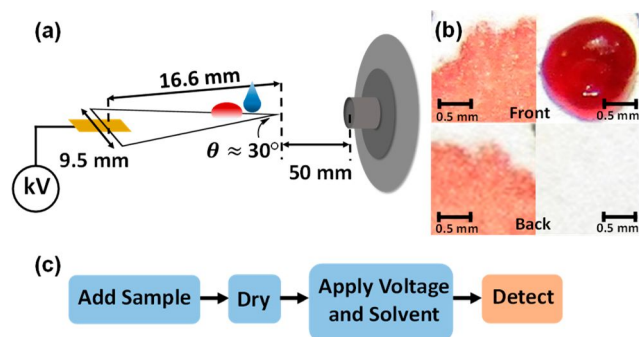 (a)
16.6 mm
9.5 mm
kV
θ ≈ 30°
50 mm
(b)
0.5 mm
Front
0.5 mm
0.5 mm
Back
0.5 mm
(c)
Add Sample
Dry
Apply Voltage
and Solvent
Detect